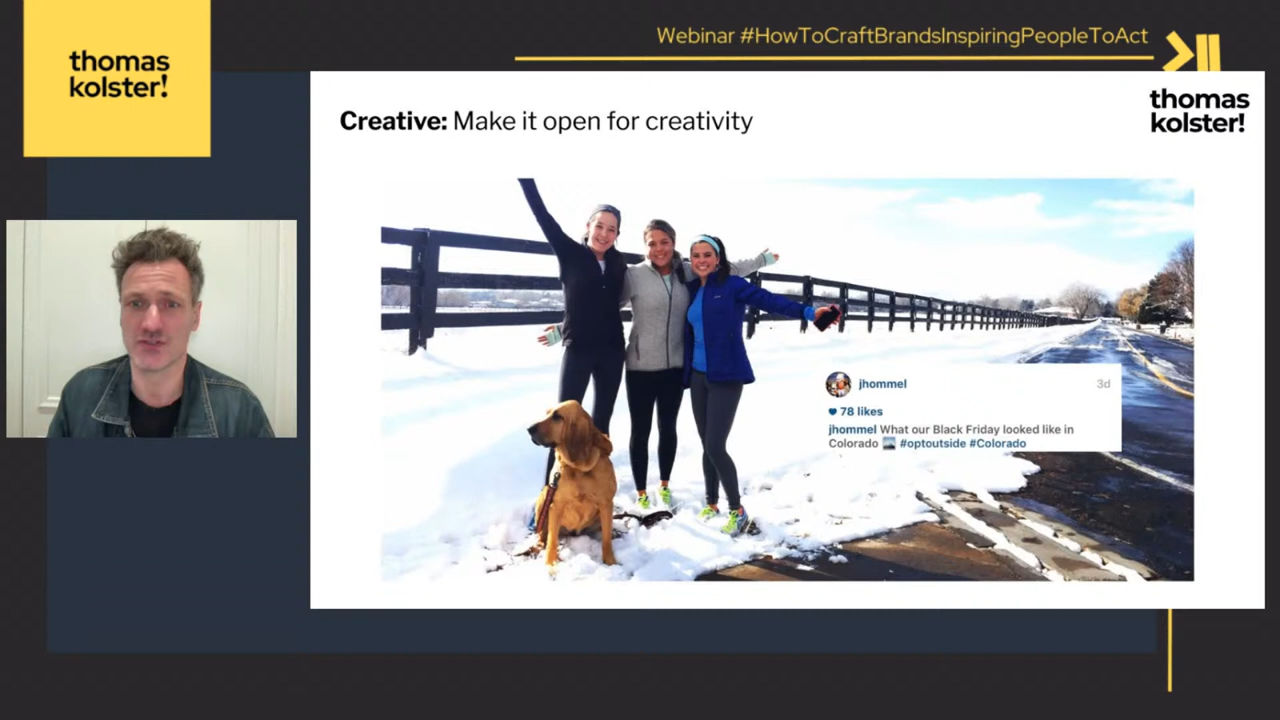 thomas
kolster!
Webinar #HowToCraftBrandsInspiringPeopleToAct
Creative: Make it open for creativity
thomas
kolster!
jhommel 3d
78 likes
jhommel What our Black Friday looked like in
Colorado #optoutside #Colorado